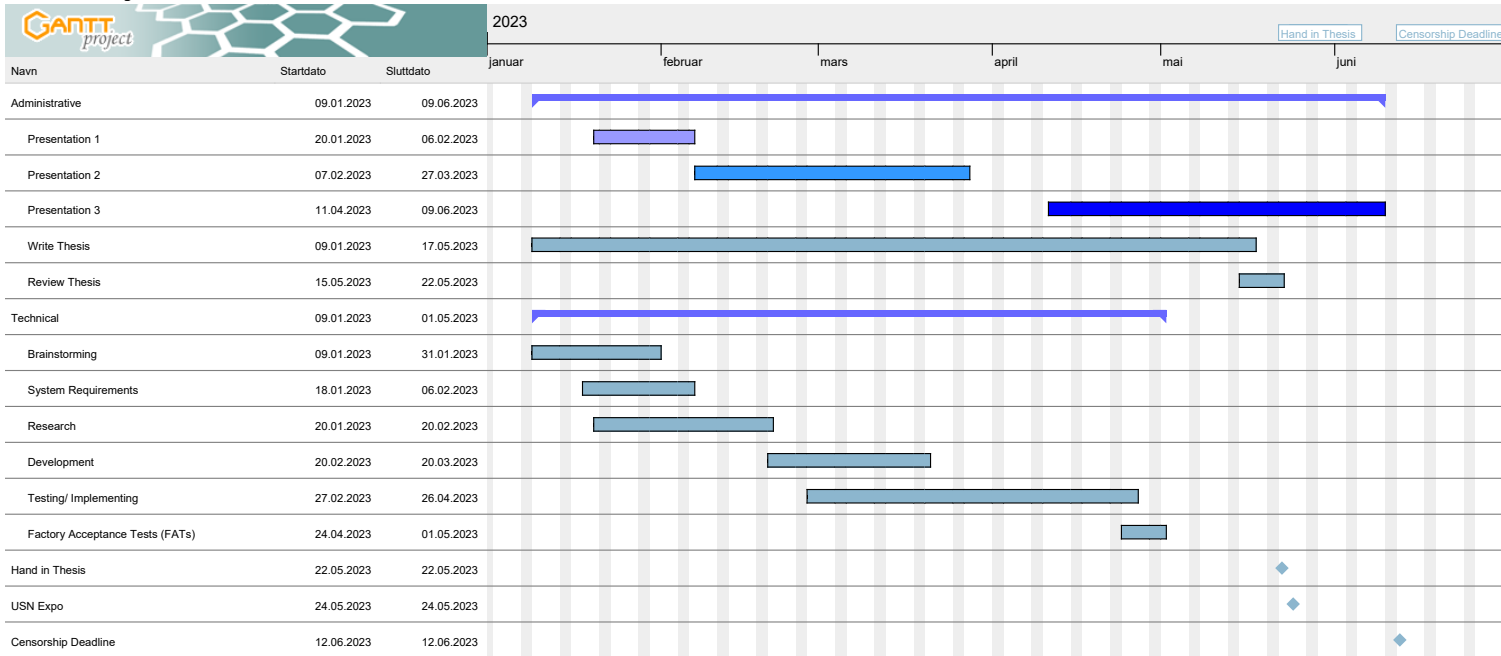 GANTT
project
2023
Hand in Thesis Censorship Deadline
Navn Startdato Sluttdato januar februar mars april mai juni
Administrative 09.01.2023 09.06.2023
Presentation 1 20.01.2023 06.02.2023
Presentation 2 07.02.2023 27.03.2023
Presentation 3 11.04.2023 09.06.2023
Write Thesis 09.01.2023 17.05.2023
Review Thesis 15.05.2023 22.05.2023
Technical 09.01.2023 01.05.2023
Brainstorming 09.01.2023 31.01.2023
System Requirements 18.01.2023 06.02.2023
Research 20.01.2023 20.02.2023
Development 20.02.2023 20.03.2023
Testing/ Implementing 27.02.2023 26.04.2023
Factory Acceptance Tests (FATs) 24.04.2023 01.05.2023
Hand in Thesis 22.05.2023 22.05.2023
USN Expo 24.05.2023 24.05.2023
Censorship Deadline 12.06.2023 12.06.2023